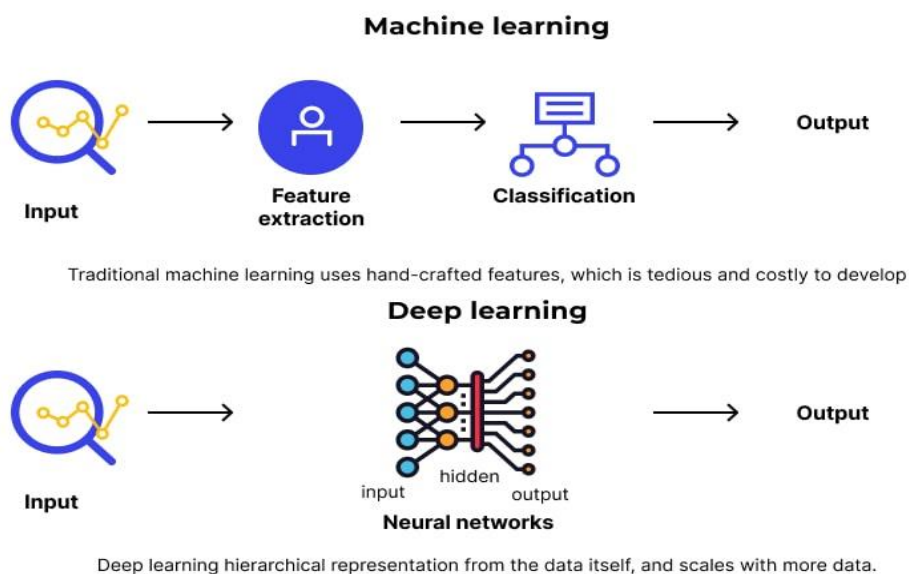 Machine learning
Input
Feature
extraction
Classification
Output
Traditional machine learning uses hand-crafted features, which is tedious and costly to develop
Deep learning
Input
input
hidden
output
Neural networks
Output
Deep learning hierarchical representation from the data itself, and scales with more data.